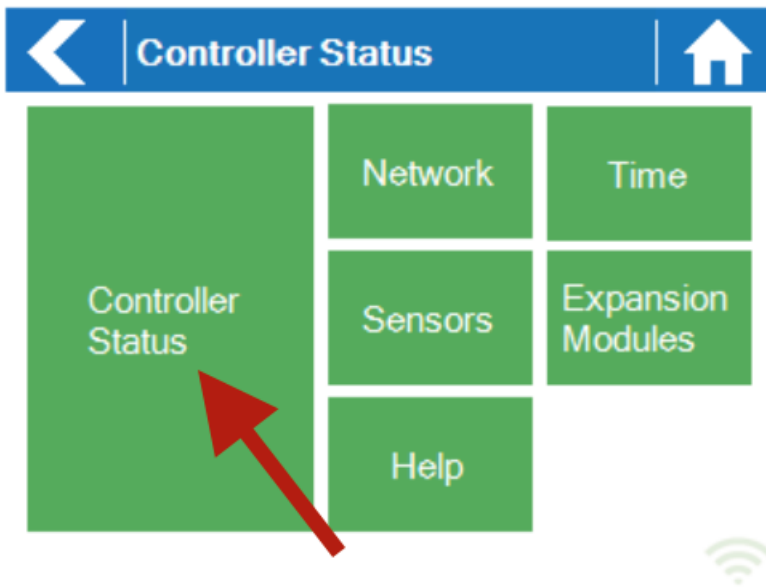 Controller Status
Network
Time
Controller
Status
Sensors
Expansion
Modules
Help